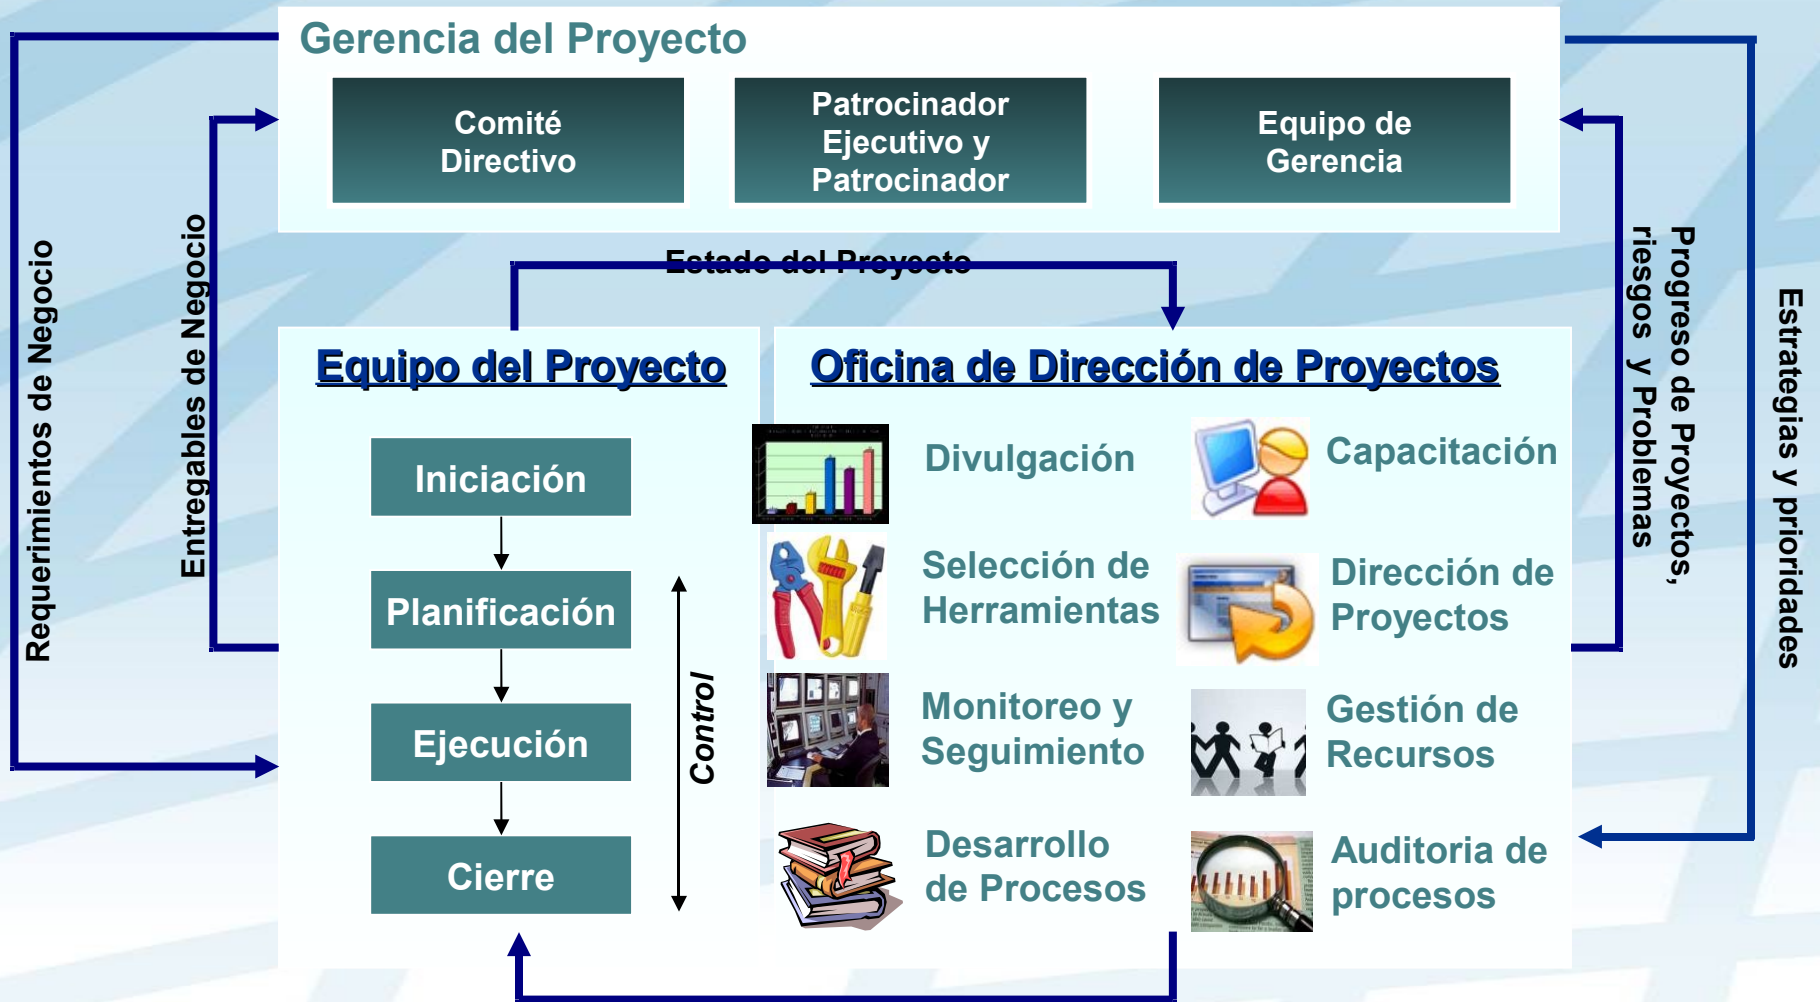 Gerencia del Proyecto
Comité
Directivo
Patrocinador
Ejecutivo y
Patrocinador
Equipo de
Gerencia
Estado del Proyecto
Requerimientos de Negocio
Entregables de Negocio
Progreso de Proyectos,
riesgos y Problemas
Estrategias y prioridades
Equipo del Proyecto
Iniciación
Planificación
Ejecución
Cierre
Control
Oficina de Dirección de Proyectos
Divulgación
Capacitación
Selección de
Herramientas
Dirección de
Proyectos
Monitoreo y
Seguimiento
Gestión de
Recursos
Desarrollo
de Procesos
Auditoria de
procesos